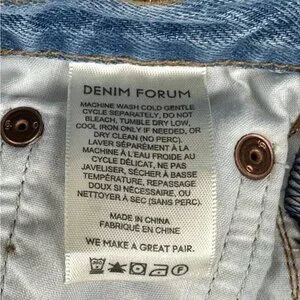 DENIM FORUM
MACHINE WASH COLD GENTLE
CYCLE SEPARATELY, DO NOT
BLEACH, TUMBLE DRY LOW,
COOL IRON ONLY IF NEEDED, OR
DRY CLEAN (NO PERC).
LAVER SÉPARÉMENT À LA
MACHINE À L'EAU FROIDE AU
CYCLE DÉLICAT, NE PAS
JAVELLISER, SÉCHER À BASSE
TEMPÉRATURE, REPASSAGE
DOUX SI NÉCESSAIRE, OU
NETTOYER À SEC (SANS PERC).
MADE IN CHINA
FABRIQUÉ EN CHINE
WE MAKE A GREAT PAIR.